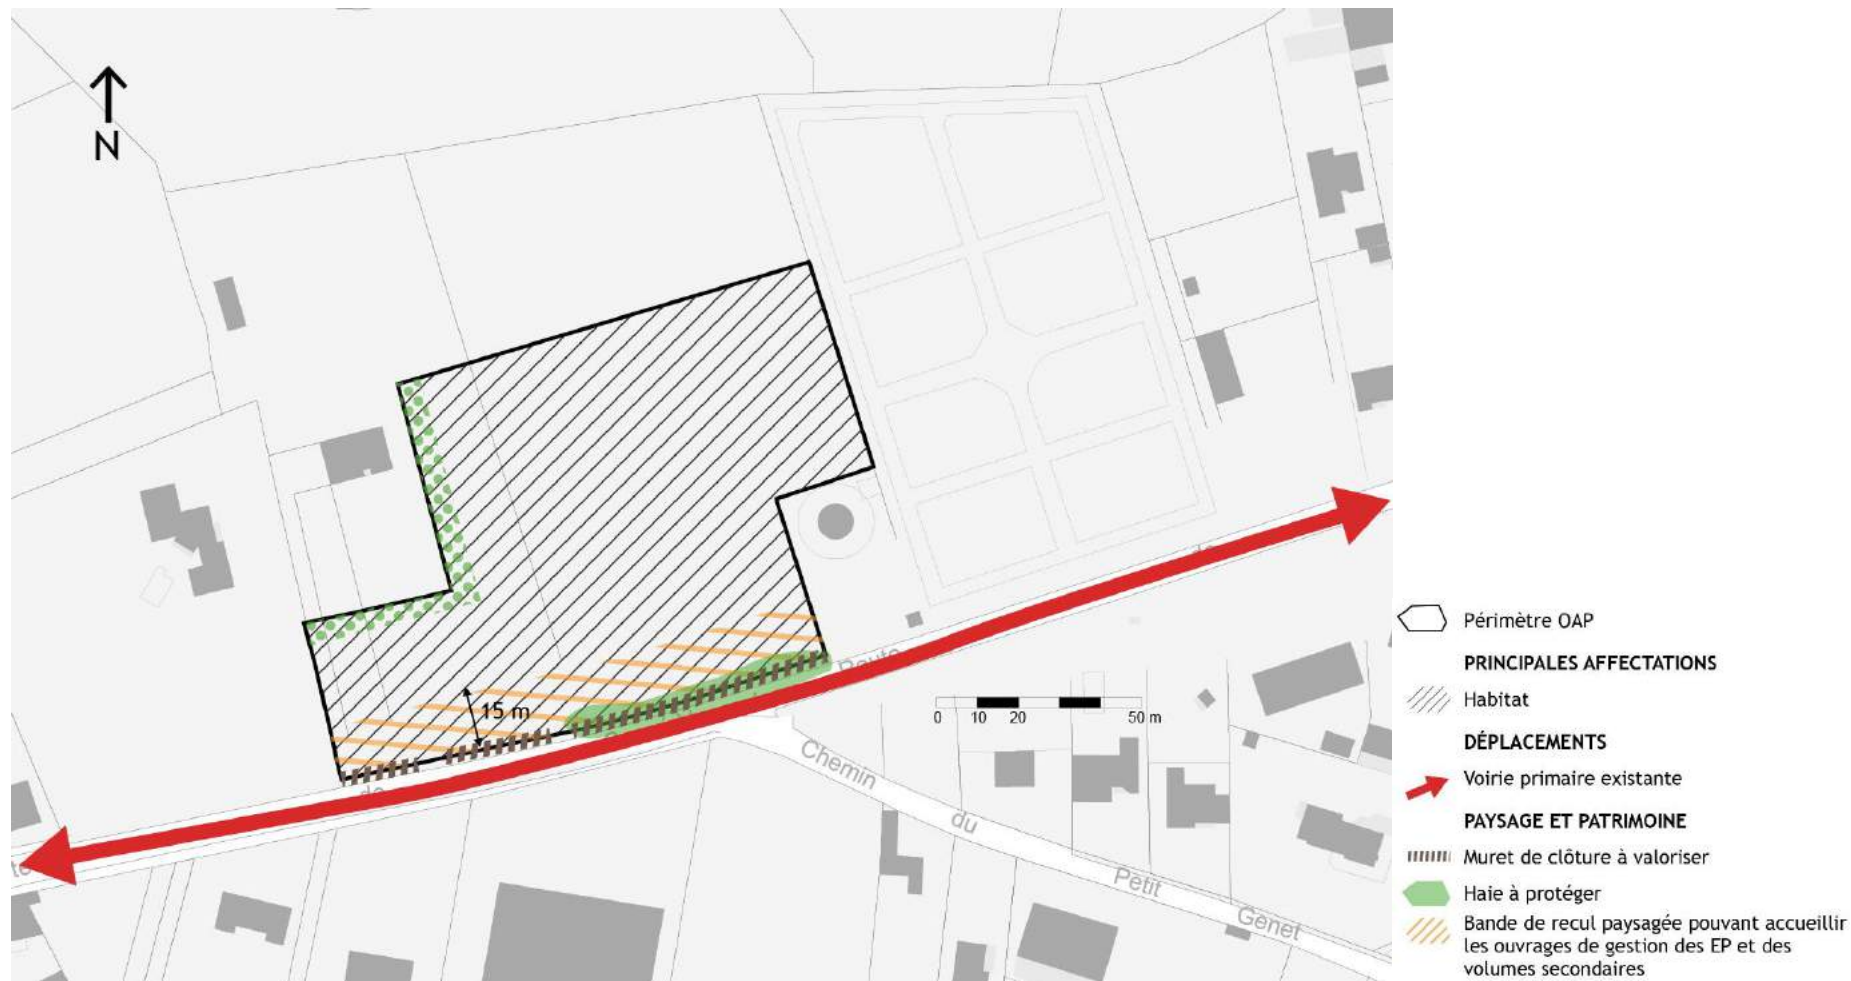 N
15 m
Route
de
0 10 20 50 m
Chemin
du
Petit
Genet
Périmètre OAP
PRINCIPALES AFFECTATIONS
Habitat
DÉPLACEMENTS
Voirie primaire existante
PAYSAGE ET PATRIMOINE
Muret de clôture à valoriser
Haie à protéger
Bande de recul paysagée pouvant accueillir
les ouvrages de gestion des EP et des
volumes secondaires